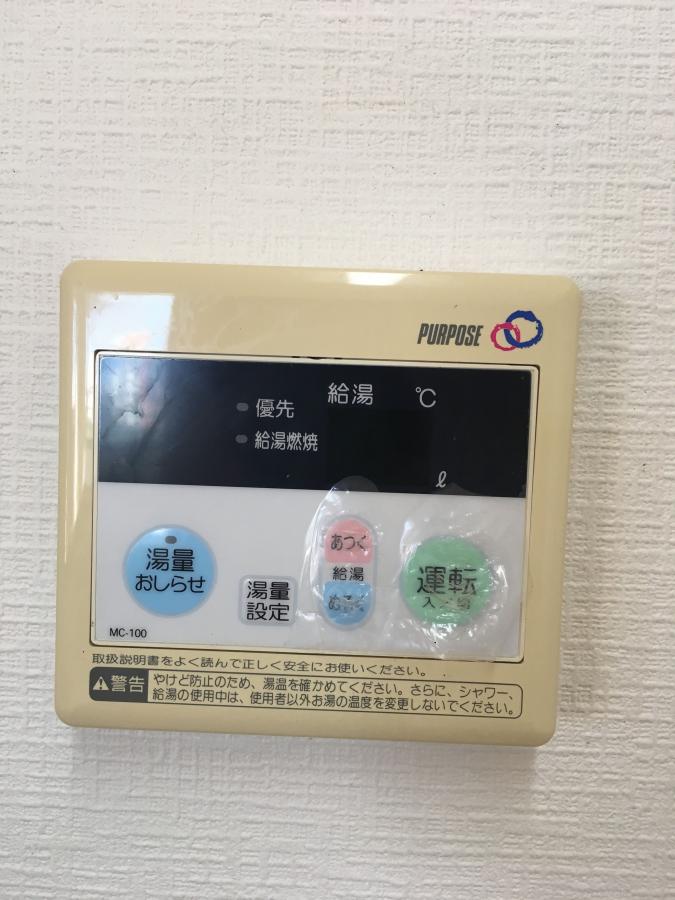 PURPOSE
給湯 ℃
優先
給湯燃焼
ℓ
湯量
おしらせ
湯量
設定
あつく
給湯
ぬるく
運転
入/切
MC-100
取扱説明書をよく読んで正しく安全にお使いください。
警告
やけど防止のため、湯温を確かめてください。さらに、シャワー、
給湯の使用中は、使用者以外お湯の温度を変更しないでください。